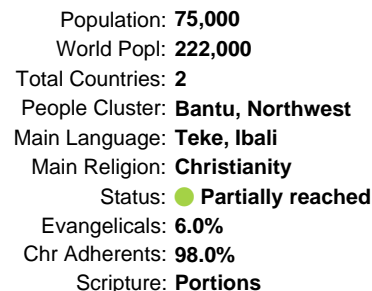 Population: 75,000
World Popl: 222,000
Total Countries: 2
People Cluster: Bantu, Northwest
Main Language: Teke, Ibali
Main Religion: Christianity
Status: Partially reached
Evangelicals: 6.0%
Chr Adherents: 98.0%
Scripture: Portions